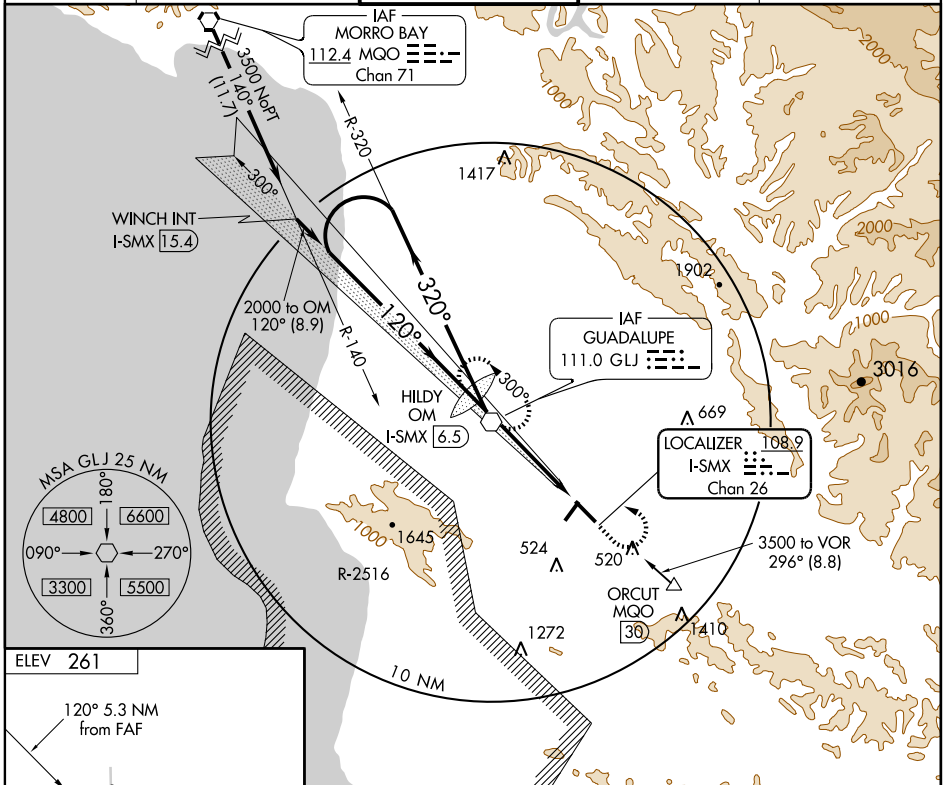 IAF
MORRO BAY
112.4 MQO
Chan 71
3500 NoPT
140°
(11.7)
R-320
2000
1000
1417
300°
WINCH INT
I-SMX 15.4
2000
1902
2000 to OM
120° (8.9)
320°
120°
R-140
IAF
GUADALUPE
111.0 GLJ
1000
3016
300°
HILDY
OM
I-SMX 6.5
669
LOCALIZER 108.9
I-SMX
Chan 26
MSA GLJ 25 NM
180°
4800
6600
090°
270°
3300
5500
360°
1000
1645
R-2516
524
520
3500 to VOR
296° (8.8)
ORCUT
MQO
30
1410
1272
10 NM
ELEV 261
120° 5.3 NM
from FAF